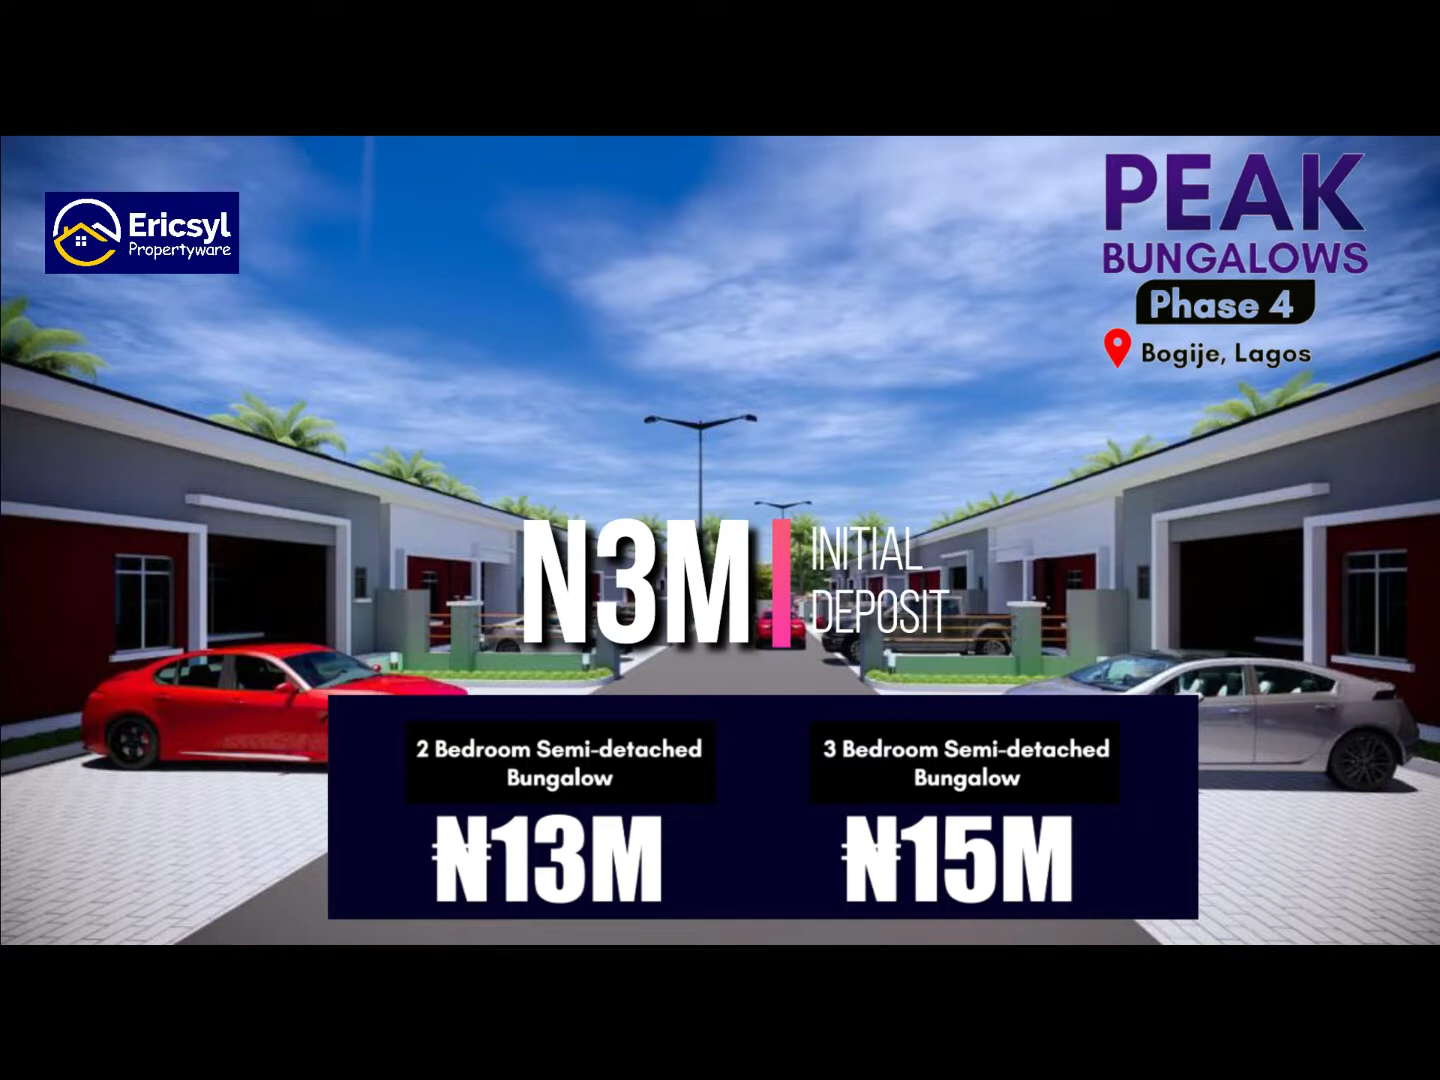 Ericsyl
Propertyware
PEAK
BUNGALOWS
Phase 4
Bogije, Lagos
N3M
INITIAL
DEPOSIT
2 Bedroom Semi-detached
Bungalow
₦13M
3 Bedroom Semi-detached
Bungalow
₦15M